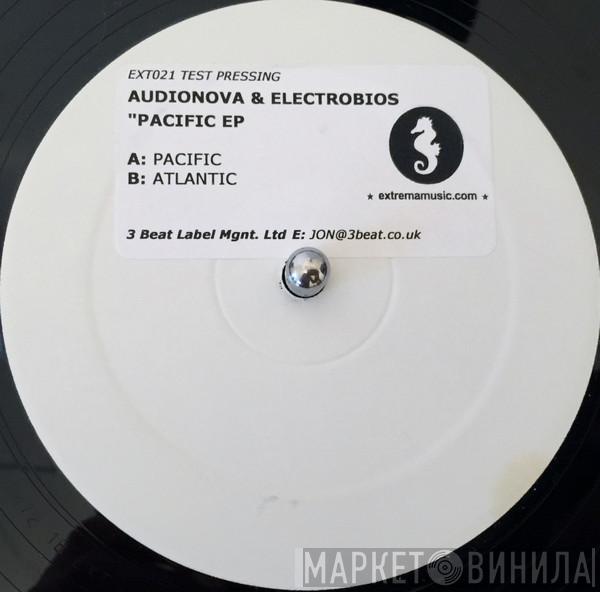 EXT021 TEST PRESSING
AUDIONOVA & ELECTROBIOS
"PACIFIC EP
A: PACIFIC
B: ATLANTIC
★ extremamusic.com ★
3 Beat Label Mgnt. Ltd E: JON@3beat.co.uk
МАРКЕТ ВИНИЛА